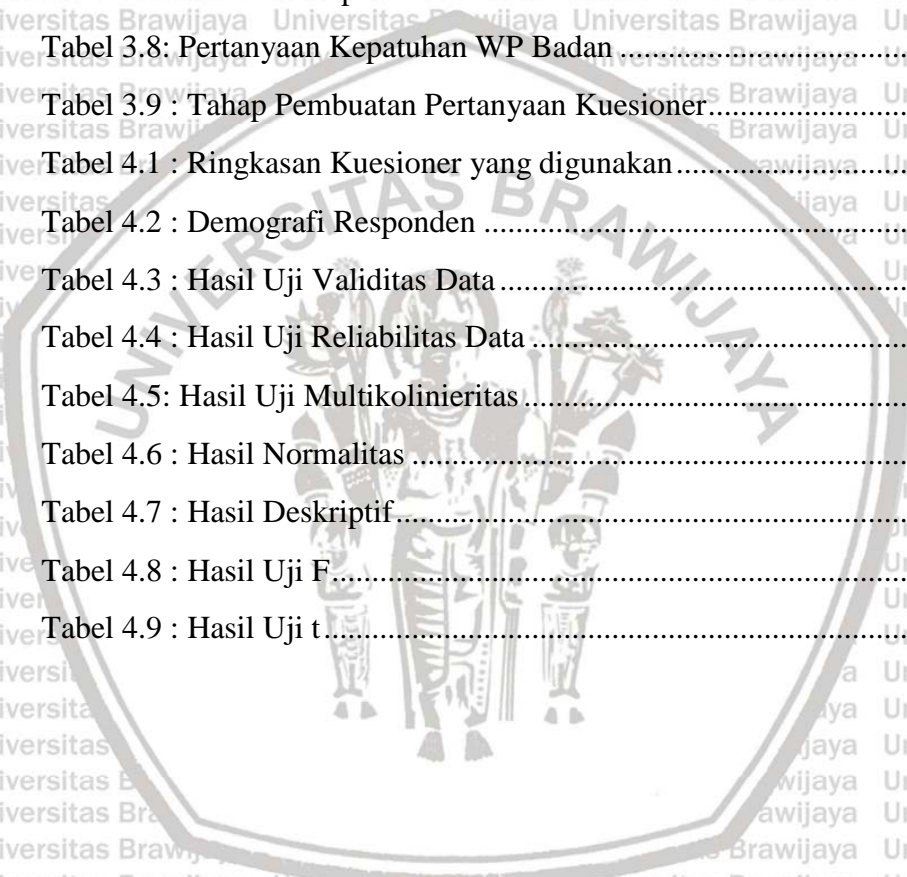 Tabel 3.8: Pertanyaan Kepatuhan WP Badan ........................................
Tabel 3.9 : Tahap Pembuatan Pertanyaan Kuesioner..............................
Tabel 4.1 : Ringkasan Kuesioner yang digunakan ..................................
Tabel 4.2 : Demografi Responden ..........................................................
Tabel 4.3 : Hasil Uji Validitas Data ........................................................
Tabel 4.4 : Hasil Uji Reliabilitas Data ....................................................
Tabel 4.5: Hasil Uji Multikolinieritas .....................................................
Tabel 4.6 : Hasil Normalitas ...................................................................
Tabel 4.7 : Hasil Deskriptif.....................................................................
Tabel 4.8 : Hasil Uji F.............................................................................
Tabel 4.9 : Hasil Uji t..............................................................................
UNIVERSITAS BRAWIJAYA